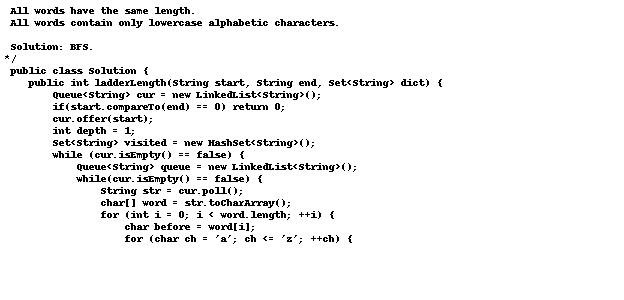 All words have the same length.
All words contain only lowercase alphabetic characters.
Solution: BFS.
*/
public class Solution {
public int ladderLength(String start, String end, Set<String> dict) {
Queue<String> cur = new LinkedList<String>();
if(start.compareTo(end) == 0) return 0;
cur.offer(start);
int depth = 1;
Set<String> visited = new HashSet<String>();
while (cur.isEmpty() == false) {
Queue<String> queue = new LinkedList<String>();
while(cur.isEmpty() == false) {
String str = cur.poll();
char[] word = str.toCharArray();
for (int i = 0; i < word.length; ++i) {
char before = word[i];
for (char ch = 'a'; ch <= 'z'; ++ch) {